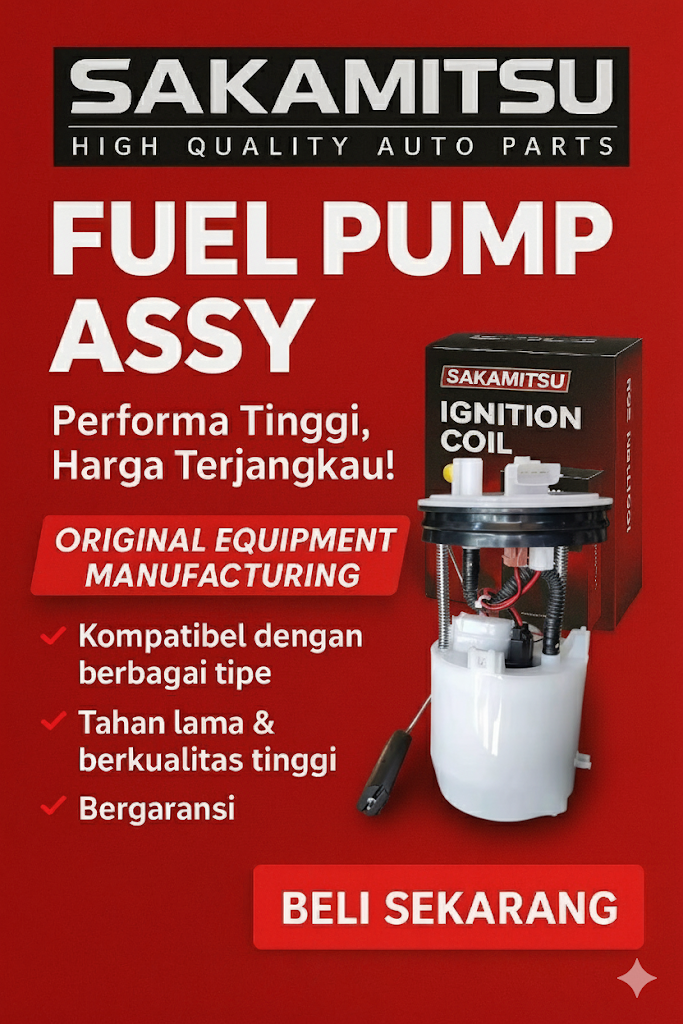 SAKAMITSU
HIGH QUALITY AUTO PARTS
FUEL PUMP
ASSY
Performa Tinggi,
Harga Terjangkau!
SAKAMITSU
IGNITION
COIL
ORIGINAL EQUIPMENT
MANUFACTURING
Kompatibel dengan
berbagai tipe
Tahan lama &
berkualitas tinggi
Bergaransi
BELI SEKARANG